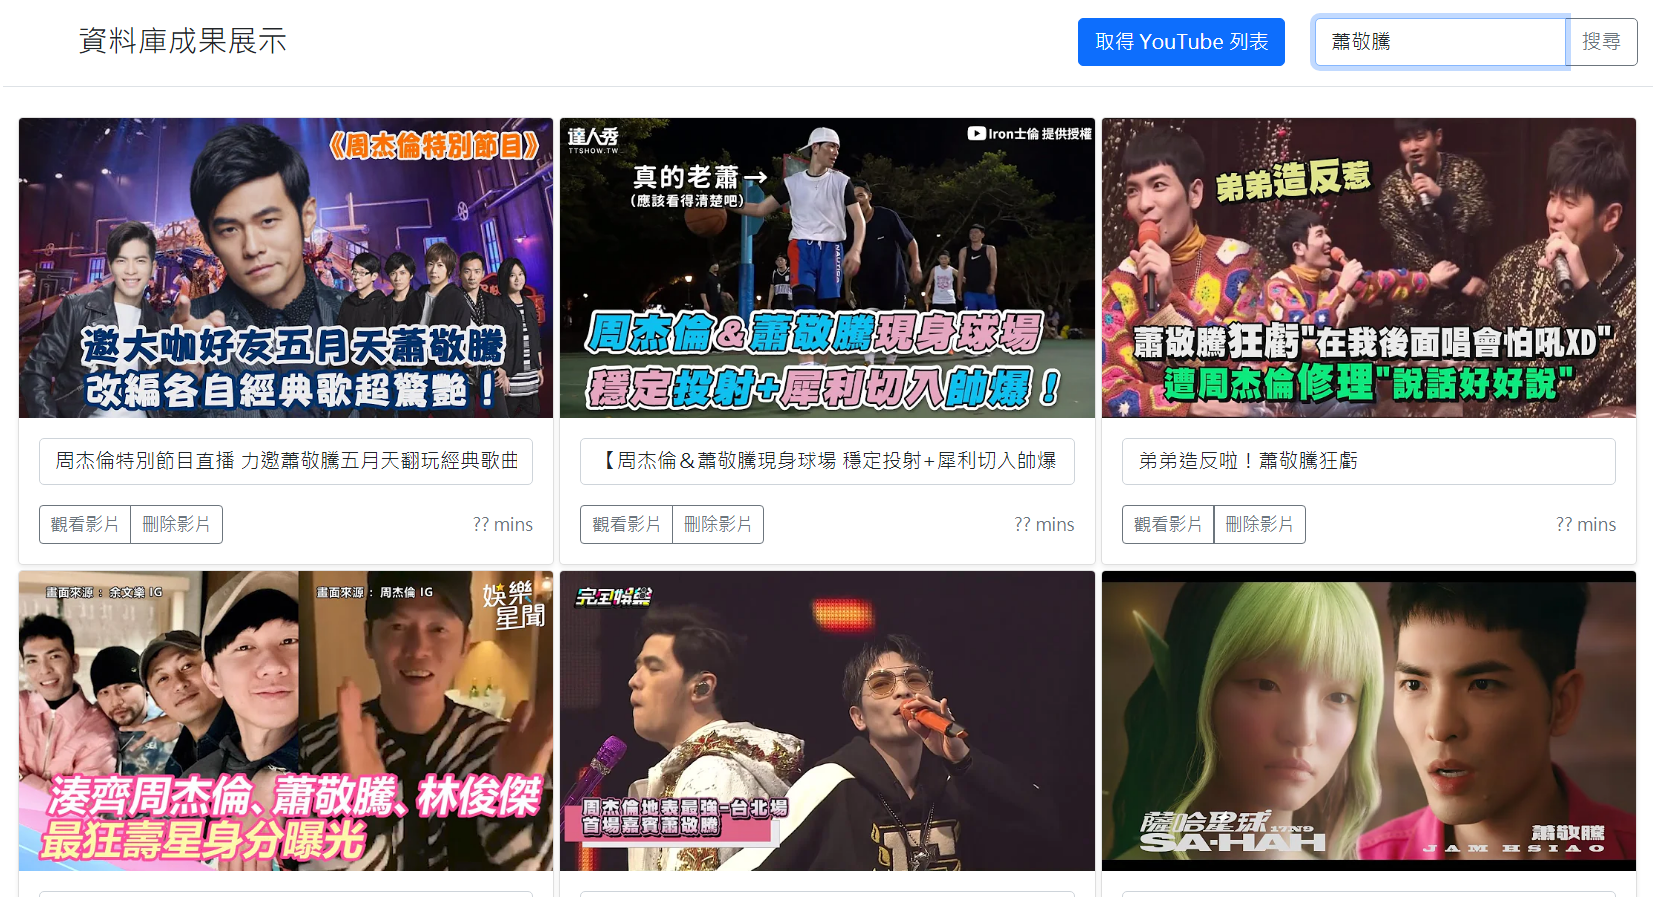 資料庫成果展示
取得 YouTube 列表
蕭敬騰
搜尋
《周杰倫特別節目》
邀大咖好友五月天蕭敬騰
改編各自經典歌超驚艷！
達人秀
TTSHOW.TW
Iron士倫 提供授權
真的老蕭→
(應該看得清楚吧)
周杰倫&蕭敬騰現身球場
穩定投射+犀利切入帥爆！
弟弟造反惹
蕭敬騰狂虧"在我後面唱會怕吼XD"
遭周杰倫修理"說話好好說"
周杰倫特別節目直播 力邀蕭敬騰五月天翻玩經典歌曲
【周杰倫＆蕭敬騰現身球場 穩定投射+犀利切入帥爆
弟弟造反啦！蕭敬騰狂虧
觀看影片
刪除影片
?? mins
觀看影片
刪除影片
?? mins
觀看影片
刪除影片
?? mins
畫面來源：余文樂 IG
畫面來源：周杰倫 IG
娛樂
星聞
湊齊周杰倫、蕭敬騰、林俊傑
最狂壽星身分曝光
完全娛樂
周杰倫地表最強-台北場
首場嘉賓蕭敬騰
薩哈星球
17N9
SA-HAH
蕭敬騰
JAM HSIAO